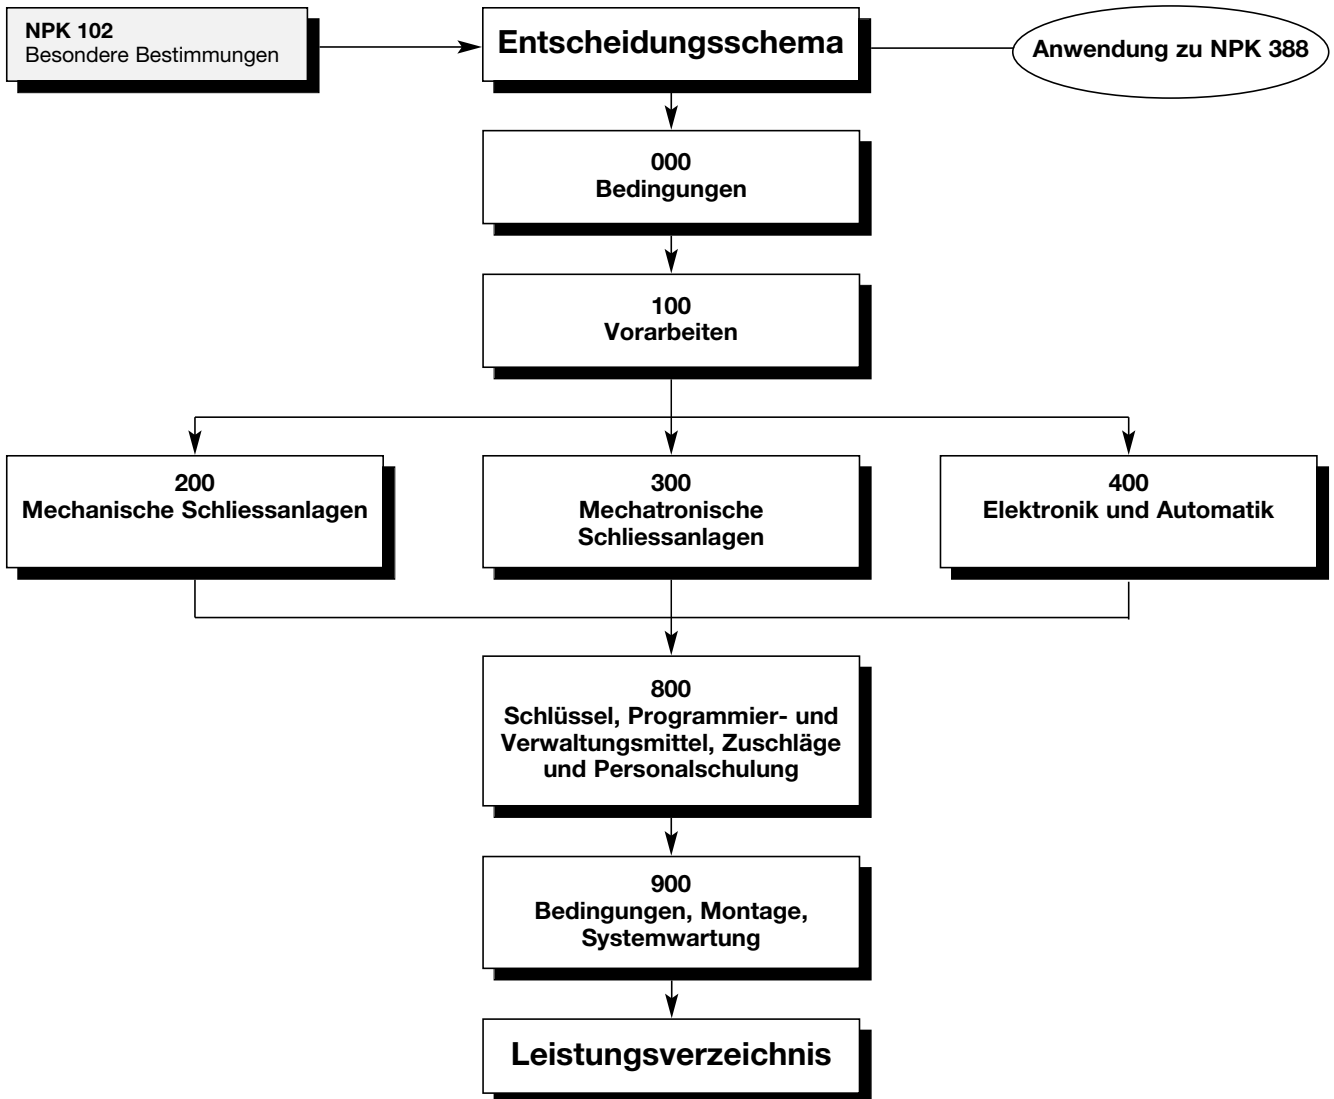 NPK 102
Besondere Bestimmungen
Entscheidungsschema
Anwendung zu NPK 388
000
Bedingungen
100
Vorarbeiten
200
Mechanische Schliessanlagen
300
Mechatronische
Schliessanlagen
400
Elektronik und Automatik
800
Schlüssel, Programmier- und
Verwaltungsmittel, Zuschläge
und Personalschulung
900
Bedingungen, Montage,
Systemwartung
Leistungsverzeichnis